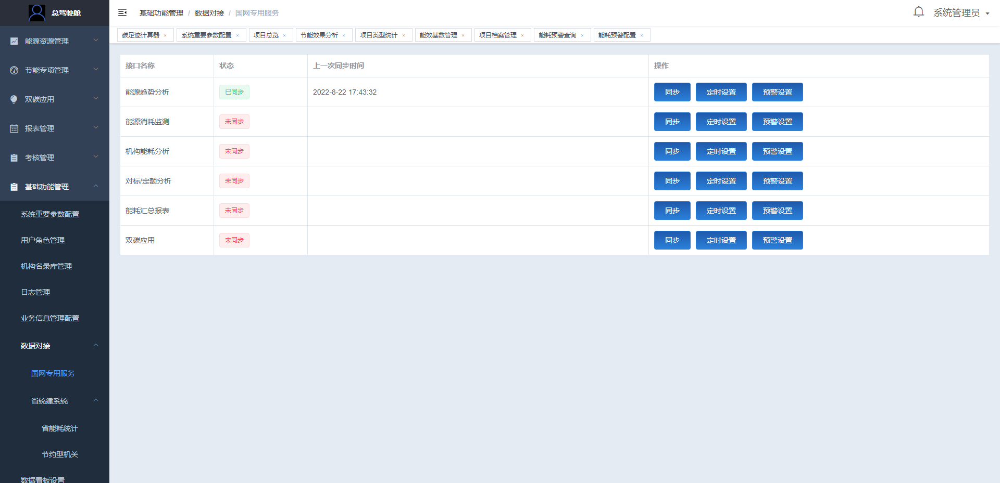 总驾驶舱
基础功能管理 / 数据对接 / 国网专用服务
系统管理员
碳足迹计算器 × 系统重要参数配置 × 项目总览 × 节能效果分析 × 项目类型统计 × 能效基数管理 × 项目档案管理 × 能耗预警查询 × 能耗预警配置 ×
能源资源管理
节能专项管理
双碳应用
报表管理
考核管理
基础功能管理
系统重要参数配置
用户角色管理
机构名录库管理
日志管理
业务信息管理配置
数据对接
国网专用服务
省统建系统
省能耗统计
节约型机关
数据看板设置
接口名称 状态 上一次同步时间 操作
能源趋势分析 已同步 2022-8-22 17:43:32 同步 定时设置 预警设置
能源消耗监测 未同步 同步 定时设置 预警设置
机构能耗分析 未同步 同步 定时设置 预警设置
对标/定额分析 未同步 同步 定时设置 预警设置
能耗汇总报表 未同步 同步 定时设置 预警设置
双碳应用 未同步 同步 定时设置 预警设置